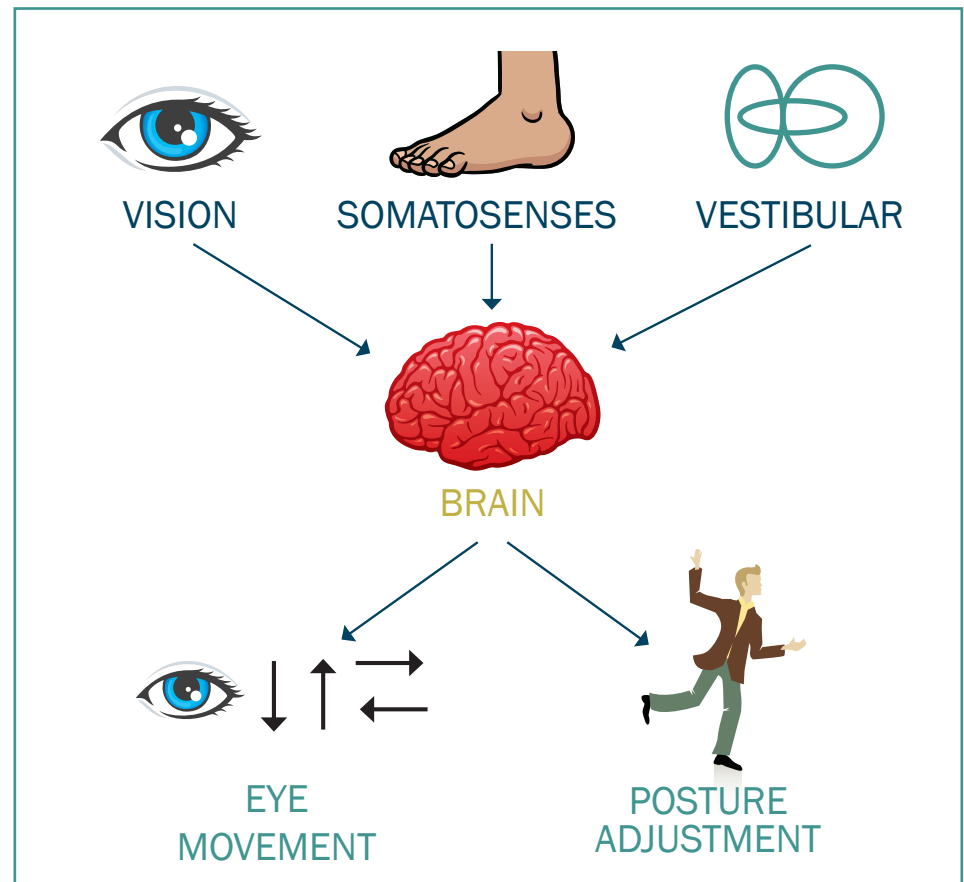 VISION
SOMATOSENSES
VESTIBULAR
BRAIN
EYE
MOVEMENT
POSTURE
ADJUSTMENT